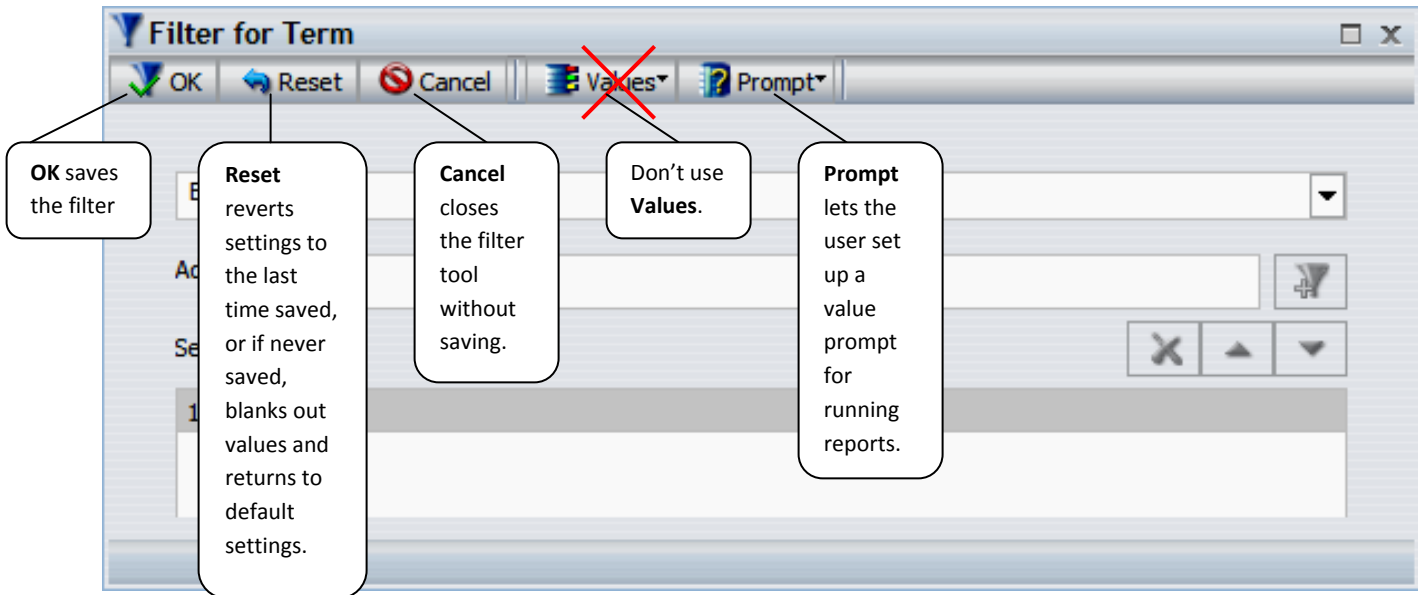 Filter for Term
OK Reset Cancel Values Prompt
OK saves
the filter
Reset
reverts
settings to
the last
time saved,
or if never
saved,
blanks out
values and
returns to
default
settings.
Cancel
closes
the filter
tool
without
saving.
Don’t use
Values.
Prompt
lets the
user set
up a
value
prompt
for
running
reports.